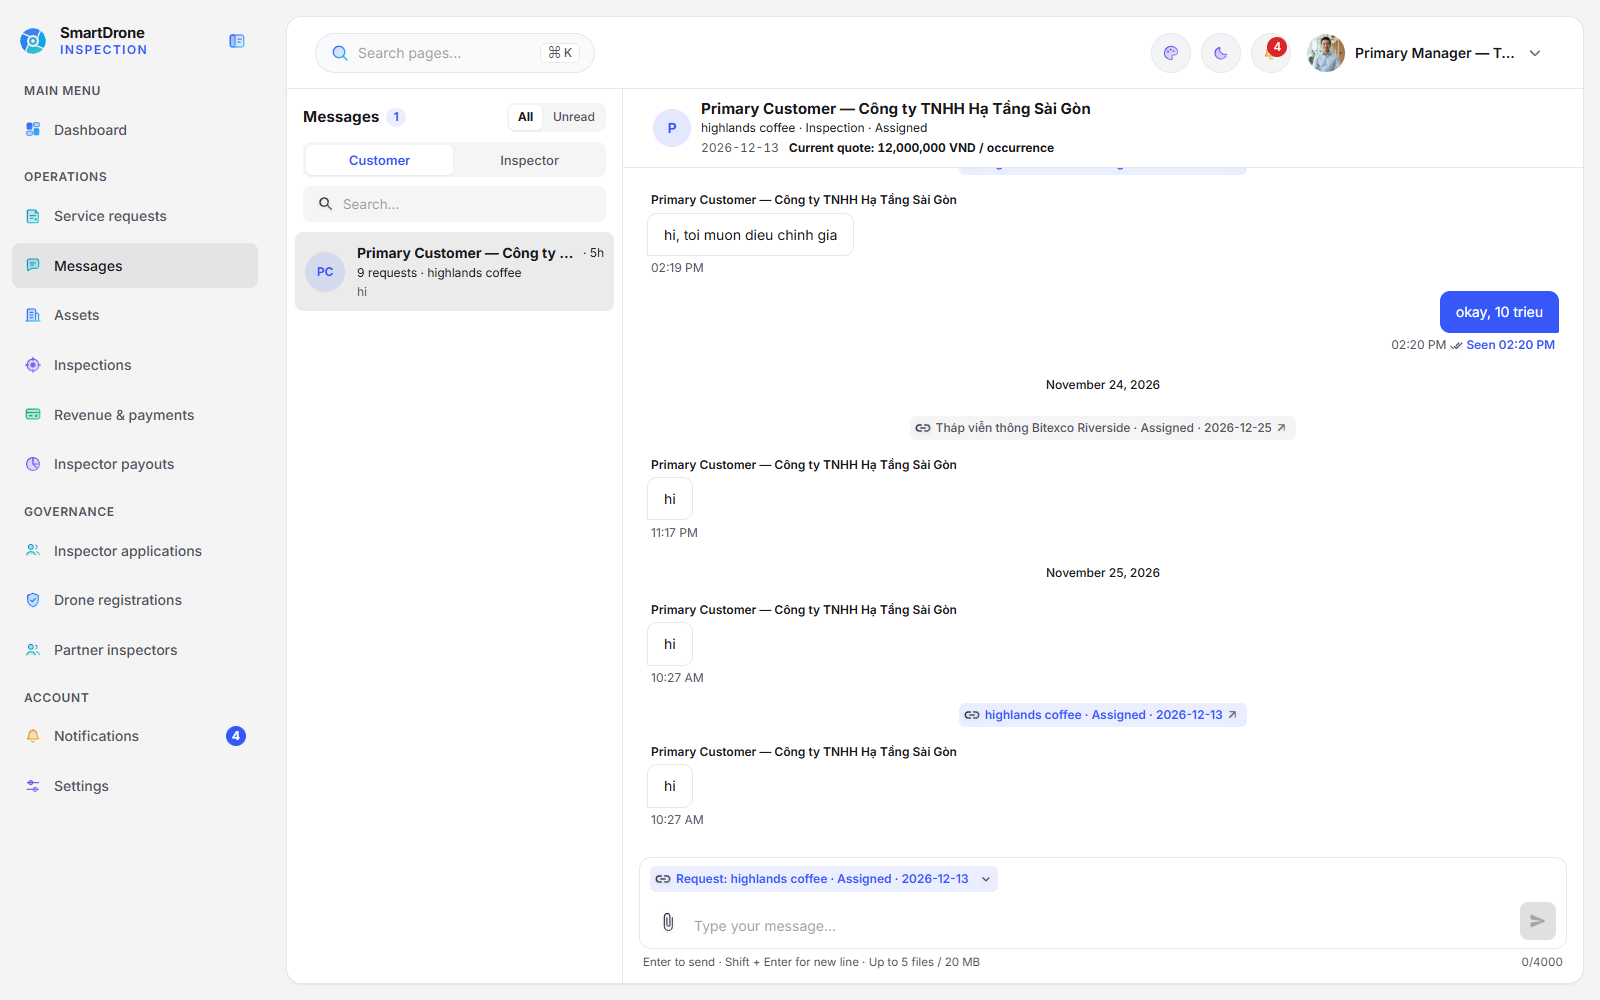 SmartDrone
INSPECTION
MAIN MENU
Dashboard
OPERATIONS
Service requests
Messages
Assets
Inspections
Revenue & payments
Inspector payouts
GOVERNANCE
Inspector applications
Drone registrations
Partner inspectors
ACCOUNT
Notifications 4
Settings
Search pages... ⌘ K
4
Primary Manager — T...
Messages 1
All Unread
Customer Inspector
Search...
PC
Primary Customer — Công ty ... · 5h
9 requests · highlands coffee
hi
P
Primary Customer — Công ty TNHH Hạ Tầng Sài Gòn
highlands coffee · Inspection · Assigned
2026-12-13 Current quote: 12,000,000 VND / occurrence
Primary Customer — Công ty TNHH Hạ Tầng Sài Gòn
hi, toi muon dieu chinh gia
02:19 PM
okay, 10 trieu
02:20 PM Seen 02:20 PM
November 24, 2026
Tháp viễn thông Bitexco Riverside · Assigned · 2026-12-25
Primary Customer — Công ty TNHH Hạ Tầng Sài Gòn
hi
11:17 PM
November 25, 2026
Primary Customer — Công ty TNHH Hạ Tầng Sài Gòn
hi
10:27 AM
highlands coffee · Assigned · 2026-12-13
Primary Customer — Công ty TNHH Hạ Tầng Sài Gòn
hi
10:27 AM
Request: highlands coffee · Assigned · 2026-12-13
Type your message...
Enter to send · Shift + Enter for new line · Up to 5 files / 20 MB
0/4000